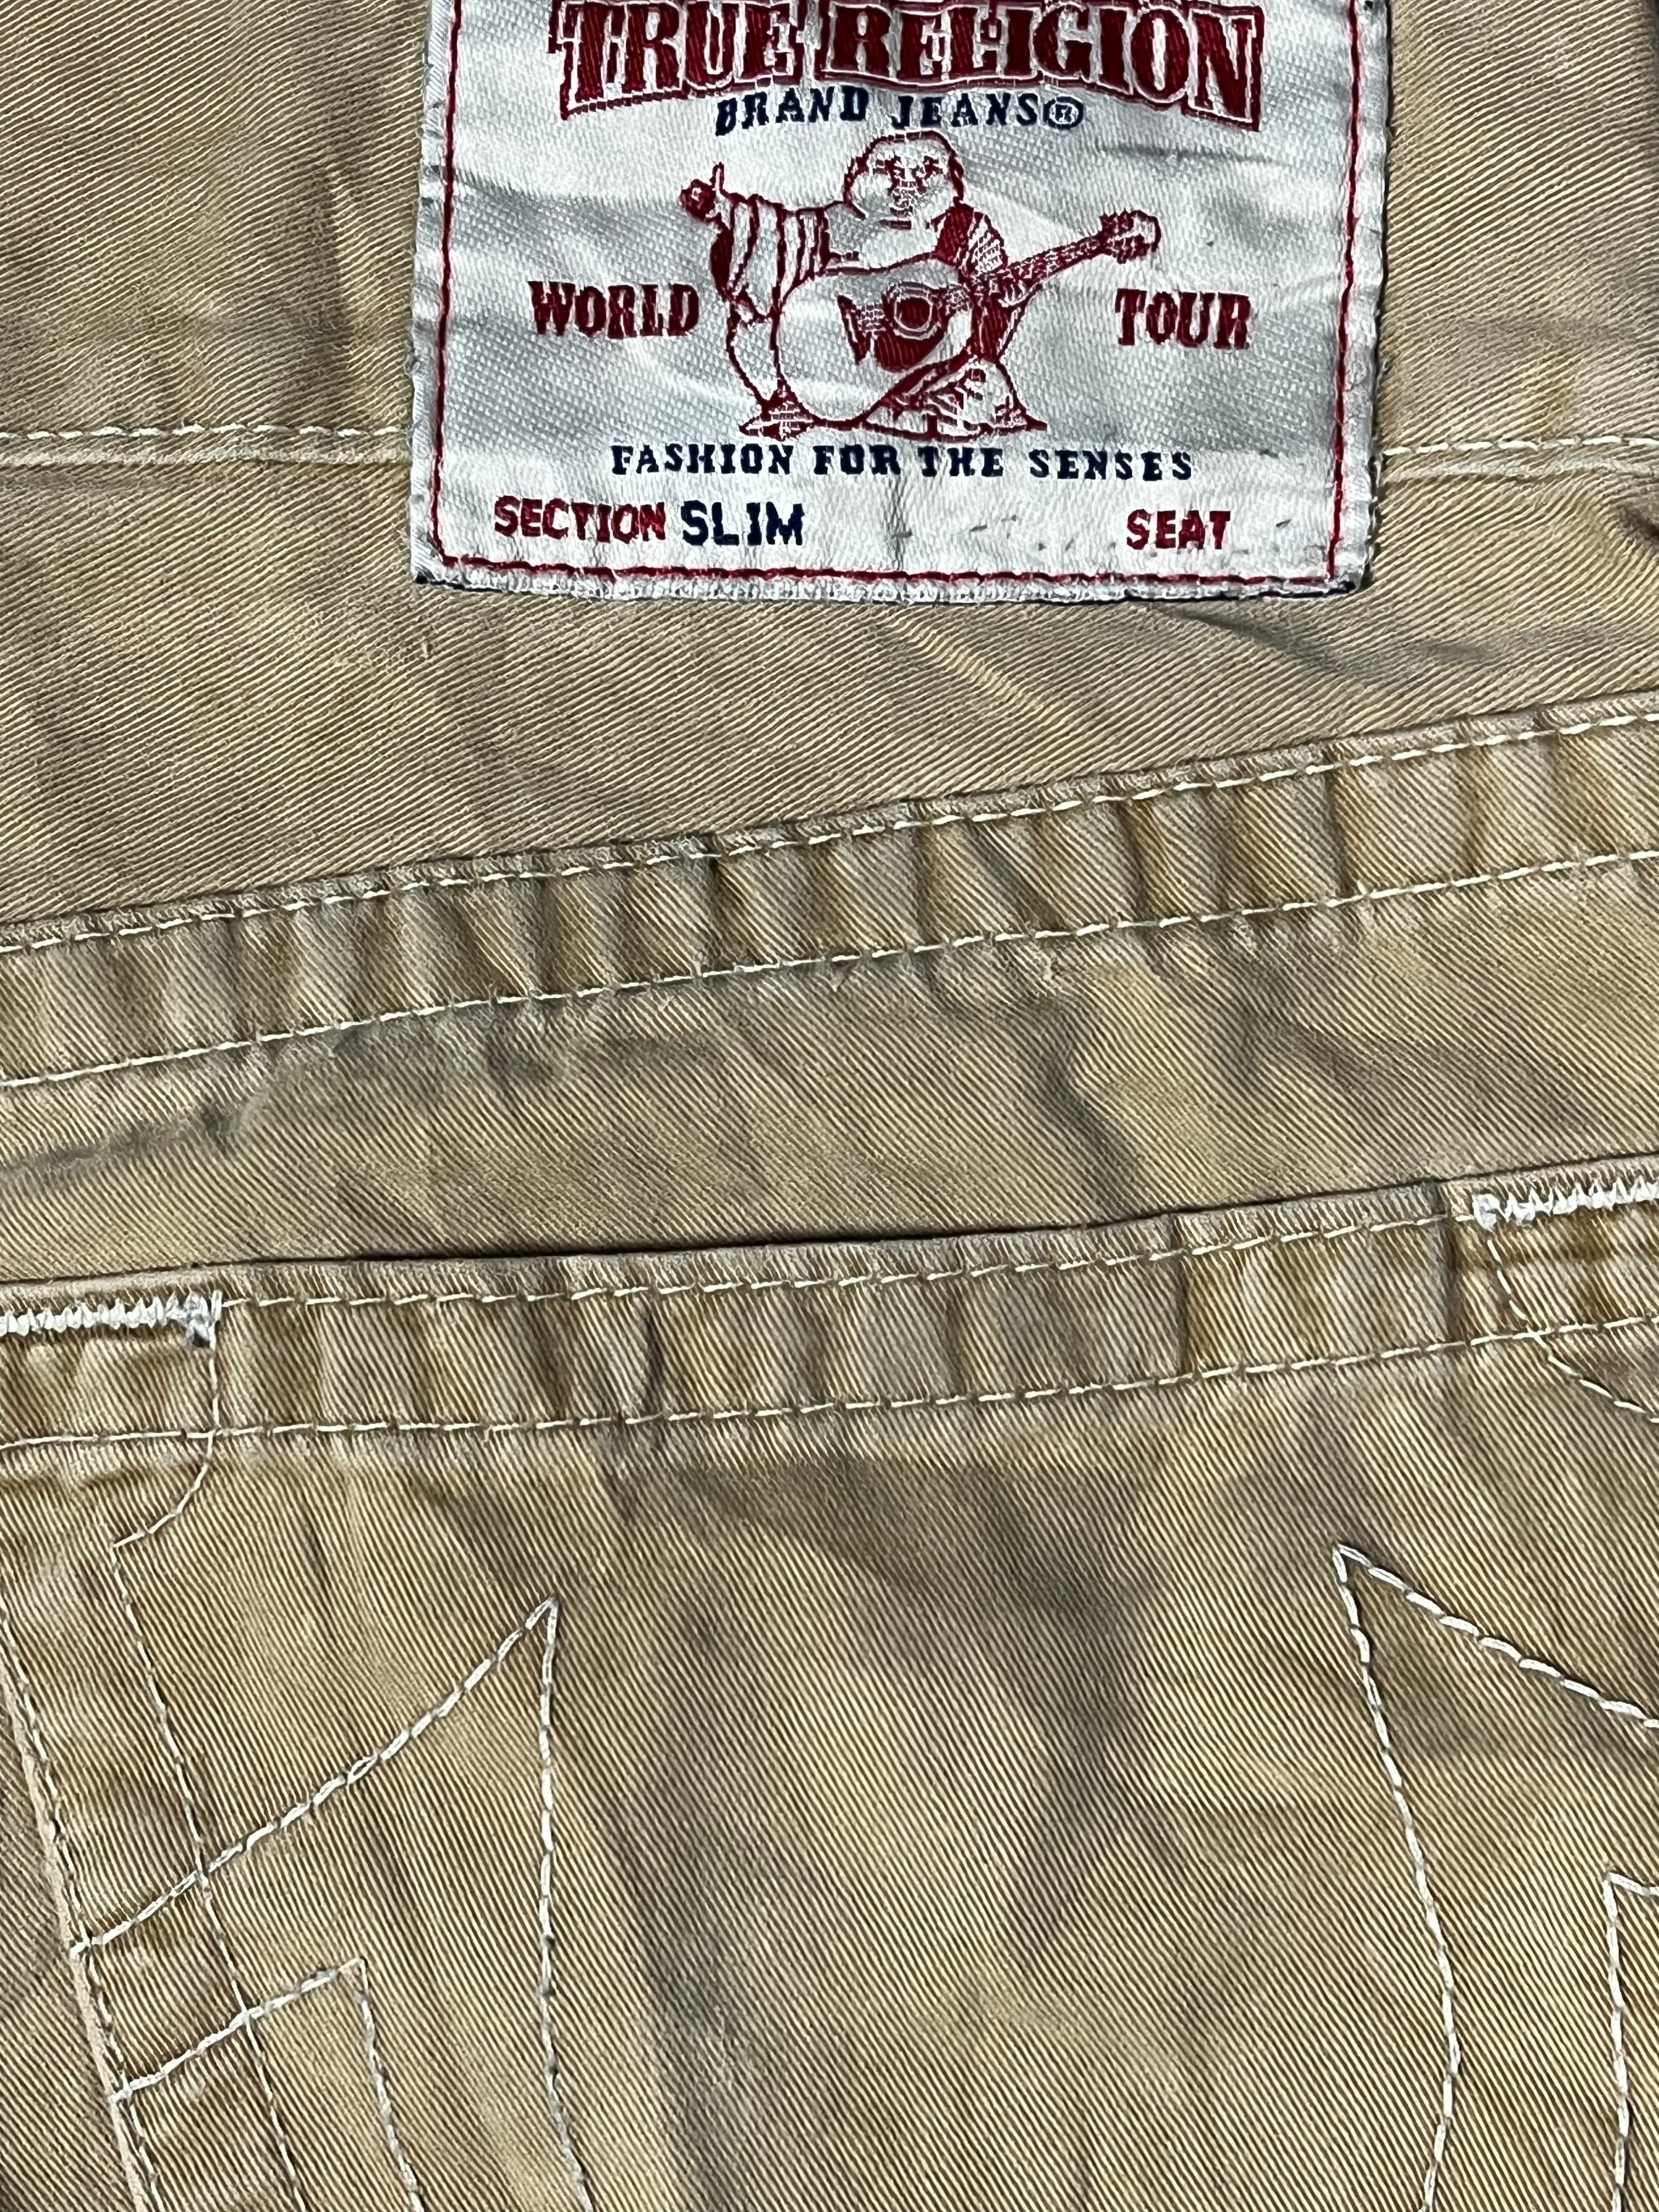 TRUE RELIGION
BRAND JEANS®
WORLD TOUR
FASHION FOR THE SENSES
SECTION SLIM SEAT